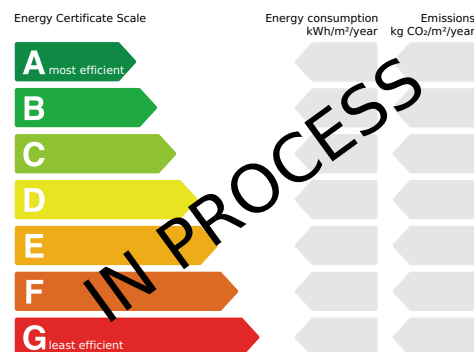 Energy Certificate Scale
Energy consumption
kWh/m²/year
Emissions
kg CO₂/m²/year
A most efficient
B
C
D
E
F
G least efficient
IN PROCESS